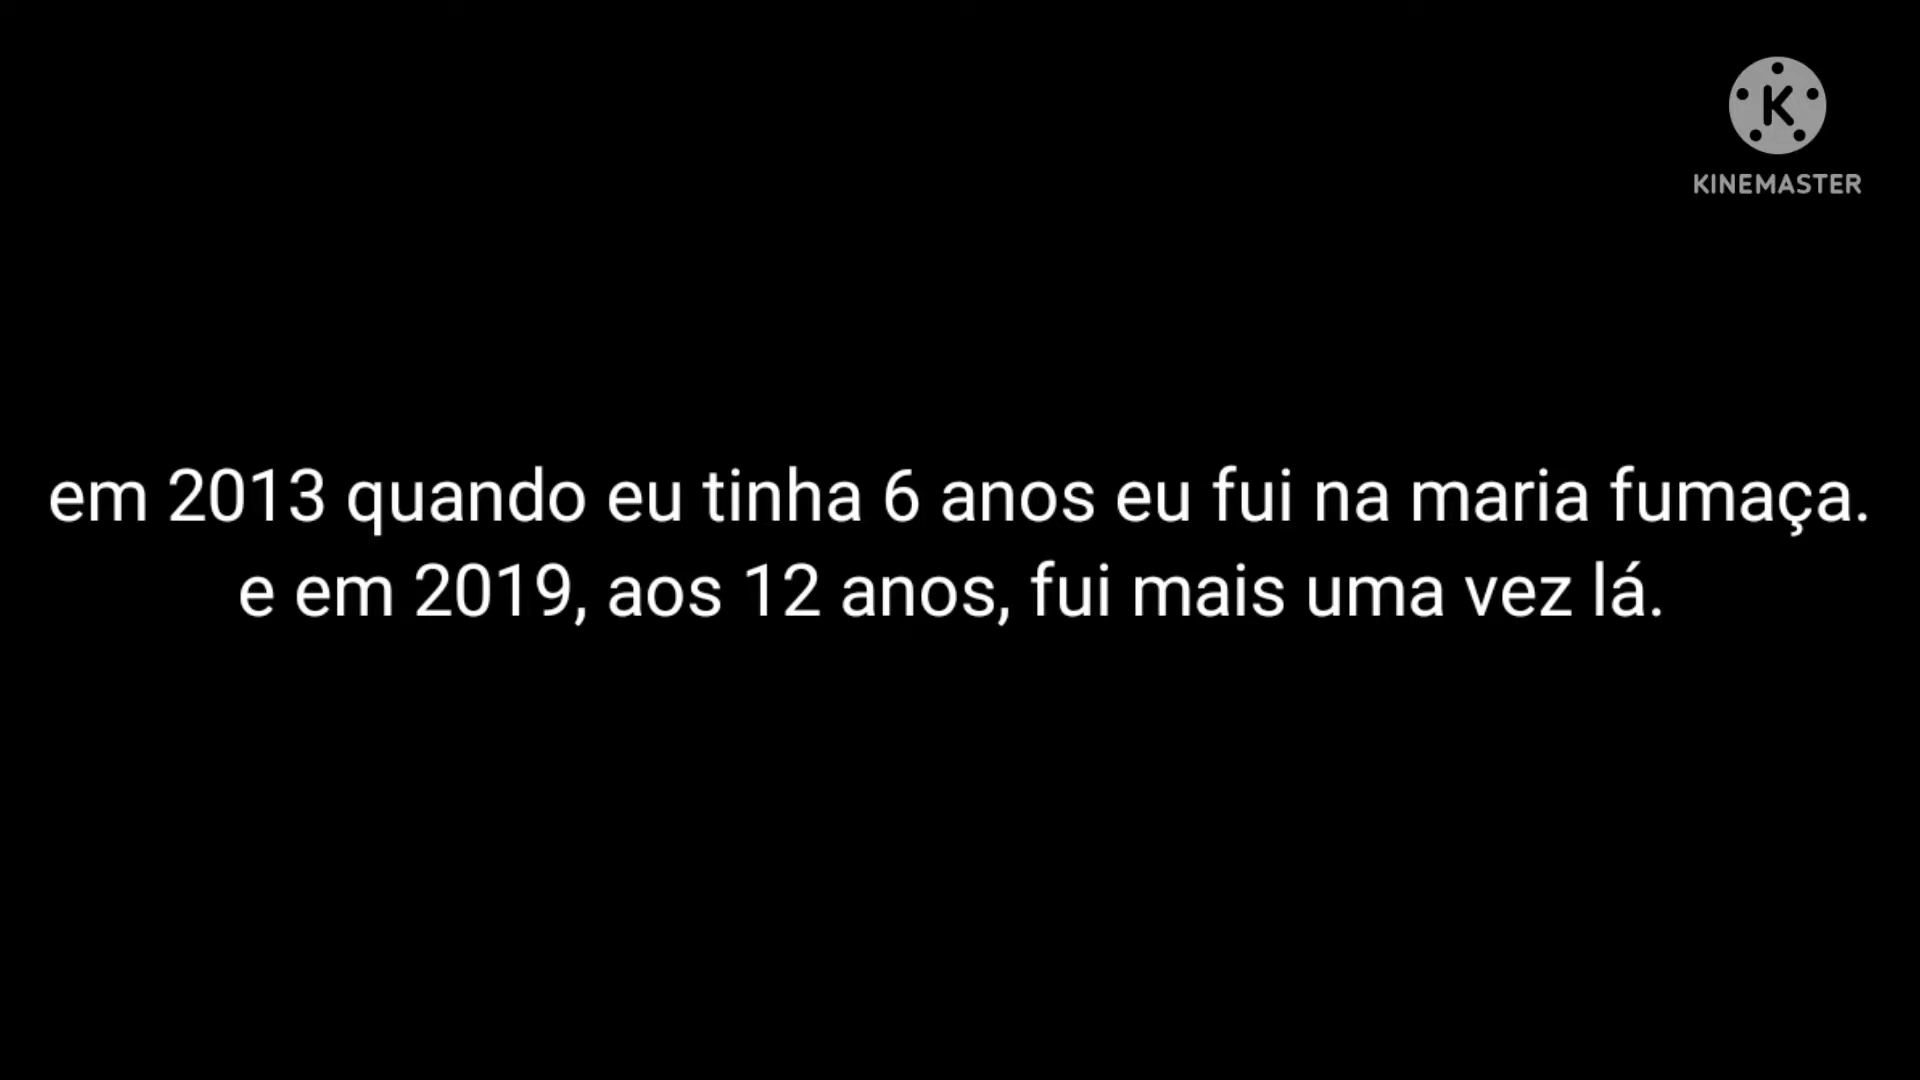 K
KINEMASTER
em 2013 quando eu tinha 6 anos eu fui na maria fumaça.
e em 2019, aos 12 anos, fui mais uma vez lá.